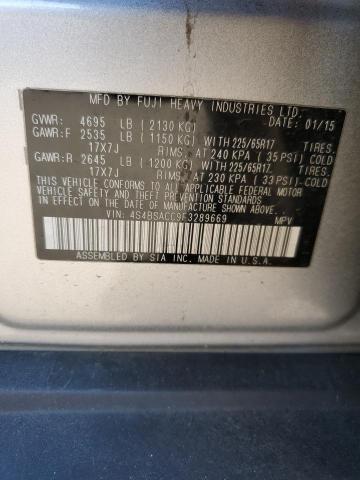 MFD BY FUJI HEAVY INDUSTRIES LTD.
GVWR: 4695 LB (2130 KG) DATE: 01/15
GAWR:F 2535 LB (1150 KG) WITH 225/65R17 TIRES.
17X7J RIMS. AT 240 KPA (35 PSI) COLD
GAWR:R 2645 LB (1200 KG) WITH 225/65R17 TIRES.
17X7J RIMS. AT 230 KPA (33 PSI) COLD
THIS VEHICLE CONFORMS TO ALL APPLICABLE FEDERAL MOTOR
VEHICLE SAFETY STANDARDS IN EFFECT ON THE DATE
OF MANUFACTURE SHOWN ABOVE.
VIN: 4S4BSACC9F3289669 MPV
ASSEMBLED BY SIA INC. MADE IN U.S.A.